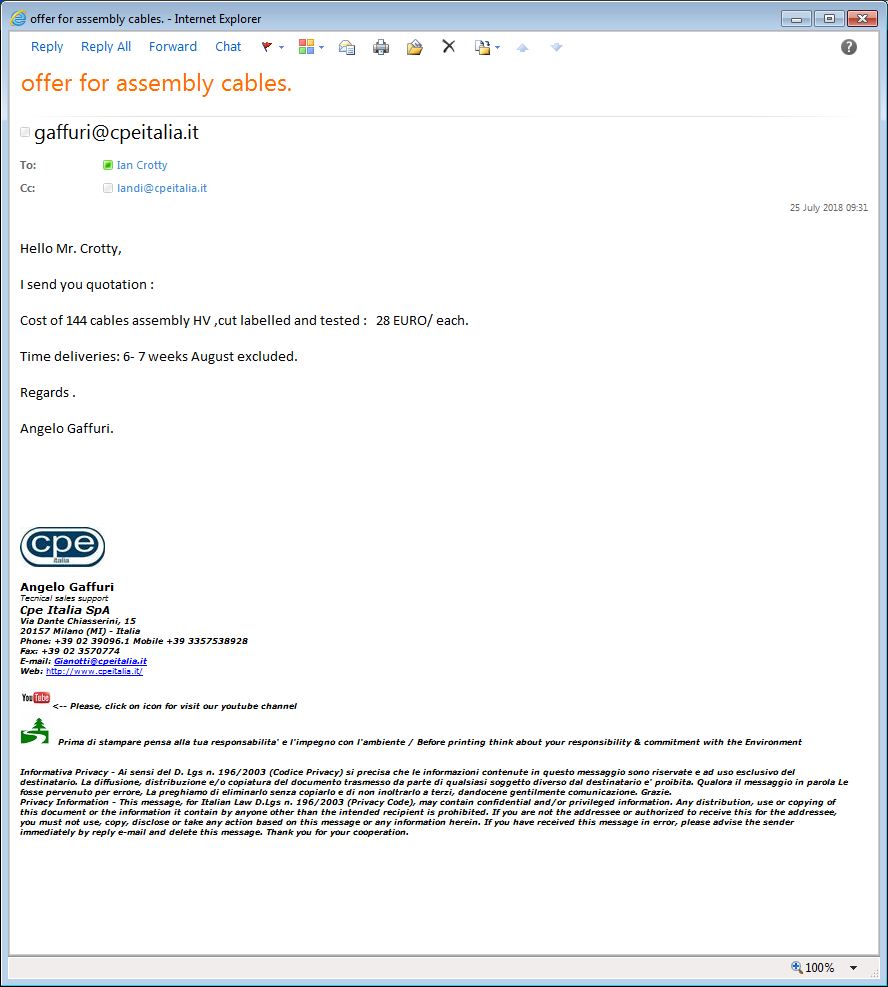 offer for assembly cables. - Internet Explorer
Reply Reply All Forward Chat
offer for assembly cables.
gaffuri@cpeitalia.it
To: Ian Crotty
Cc: landi@cpeitalia.it
25 July 2018 09:31
Hello Mr. Crotty,
I send you quotation :
Cost of 144 cables assembly HV ,cut labelled and tested : 28 EURO/ each.
Time deliveries: 6- 7 weeks August excluded.
Regards .
Angelo Gaffuri.
cpe
italia
Angelo Gaffuri
Tecnical sales support
Cpe Italia SpA
Via Dante Chiasserini, 15
20157 Milano (MI) - Italia
Phone: +39 02 39096.1 Mobile +39 3357538928
Fax: +39 02 3570774
E-mail: Gianotti@cpeitalia.it
Web: http://www.cpeitalia.it/
YouTube <-- Please, click on icon for visit our youtube channel
Prima di stampare pensa alla tua responsabilita' e l'impegno con l'ambiente / Before printing think about your responsibility & commitment with the Environment
Informativa Privacy - Ai sensi del D. Lgs n. 196/2003 (Codice Privacy) si precisa che le informazioni contenute in questo messaggio sono riservate e ad uso esclusivo del
destinatario. La diffusione, distribuzione e/o copiatura del documento trasmesso da parte di qualsiasi soggetto diverso dal destinatario e' proibita. Qualora il messaggio in parola Le
fosse pervenuto per errore, La preghiamo di eliminarlo senza copiarlo e di non inoltrarlo a terzi, dandocene gentilmente comunicazione. Grazie.
Privacy Information - This message, for Italian Law D.Lgs n. 196/2003 (Privacy Code), may contain confidential and/or privileged information. Any distribution, use or copying of
this document or the information it contain by anyone other than the intended recipient is prohibited. If you are not the addressee or authorized to receive this for the addressee,
you must not use, copy, disclose or take any action based on this message or any information herein. If you have received this message in error, please advise the sender
immediately by reply e-mail and delete this message. Thank you for your cooperation.
100%